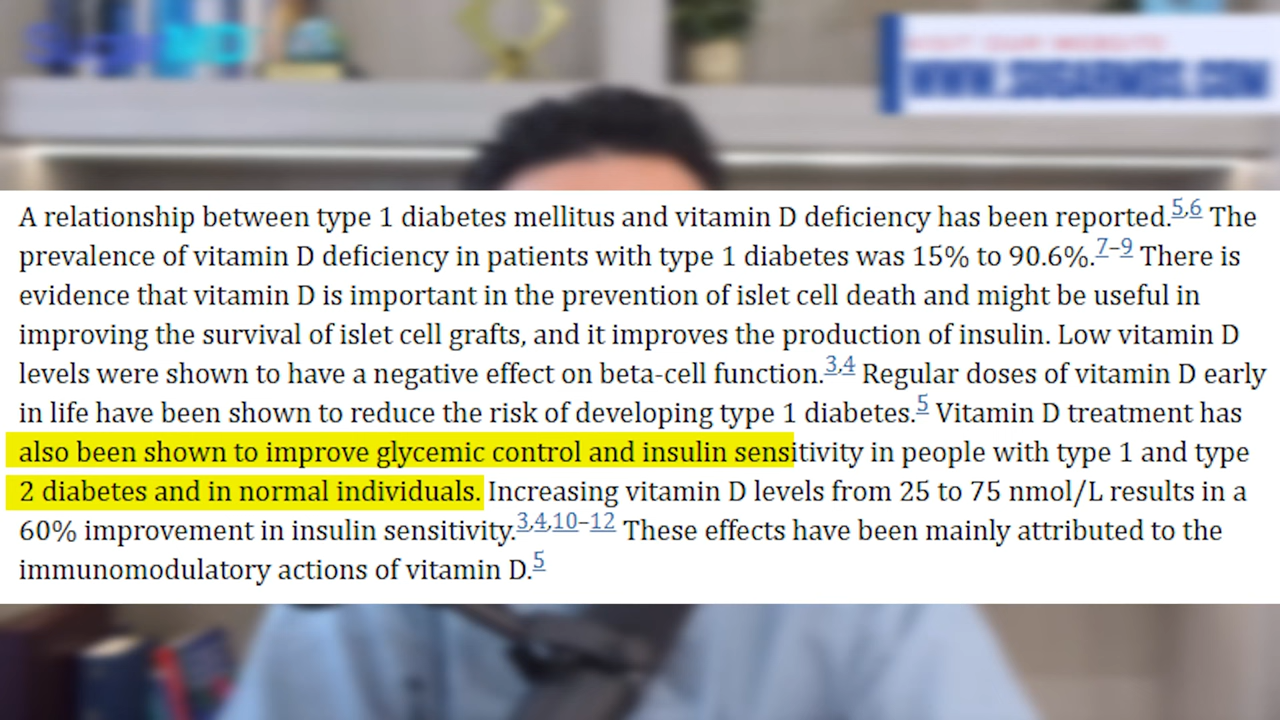 SugarMD
VISIT OUR WEBSITE
WWW.SUGARMDS.COM
A relationship between type 1 diabetes mellitus and vitamin D deficiency has been reported.5,6 The
prevalence of vitamin D deficiency in patients with type 1 diabetes was 15% to 90.6%.7–9 There is
evidence that vitamin D is important in the prevention of islet cell death and might be useful in
improving the survival of islet cell grafts, and it improves the production of insulin. Low vitamin D
levels were shown to have a negative effect on beta-cell function.3,4 Regular doses of vitamin D early
in life have been shown to reduce the risk of developing type 1 diabetes.5 Vitamin D treatment has
also been shown to improve glycemic control and insulin sensitivity in people with type 1 and type
2 diabetes and in normal individuals. Increasing vitamin D levels from 25 to 75 nmol/L results in a
60% improvement in insulin sensitivity.3,4,10–12 These effects have been mainly attributed to the
immunomodulatory actions of vitamin D.5